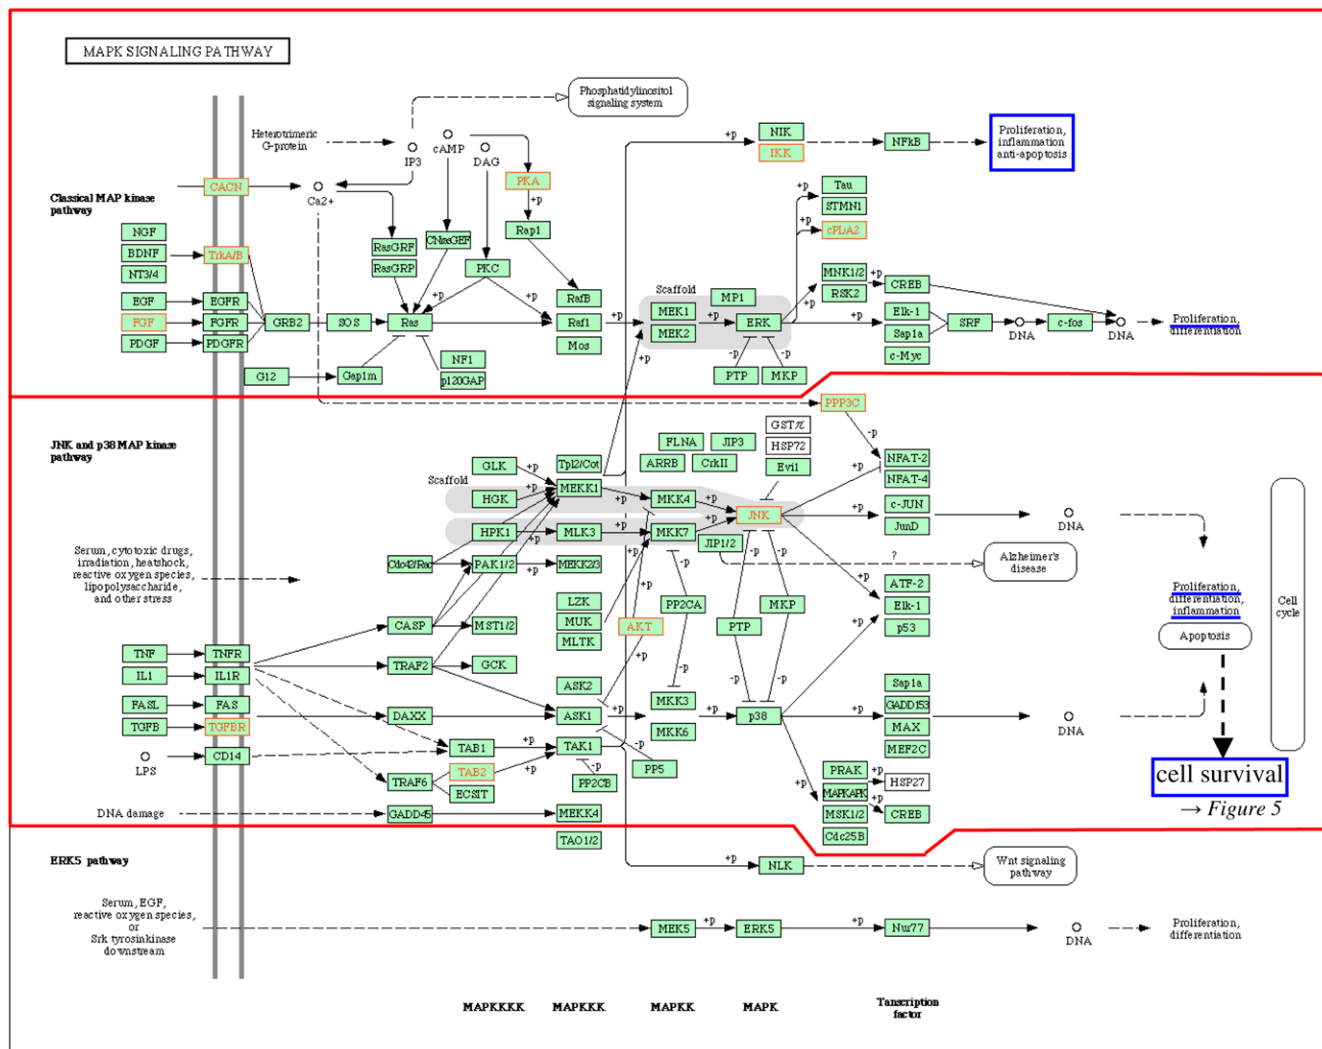 MAPK SIGNALING PATHWAY
Phosphatidylinositol
signaling system
Heterotrimeric
G-protein
IP3
cAMP
DAG
PKA
+p
NIK
IKK
+p
NFkB
Proliferation,
inflammation
anti-apoptosis
Classical MAP kinase
pathway
CACN
Ca2+
NGF
BDNF
NT3/4
TrkA/B
EGF
EGFR
FGF
FGFR
PDGF
PDGFR
GRB2
SOS
RasGRF
RasGRP
CNrasGEF
PKC
Rap1
Ras
+p
+p
RafB
Raf1
Mos
+p
G12
Gap1m
NF1
p120GAP
Scaffold
MEK1
MEK2
MP1
+p
ERK
-p
-p
PTP
MKP
+p
Tau
STMN1
+p
cPLA2
+p
MNK1/2
RSK2
+p
CREB
+p
Elk-1
Sap1a
c-Myc
SRF
DNA
c-fos
DNA
Proliferation,
differentiation
+p
JNK and p38 MAP kinase
pathway
PPP3C
-p
GLK
HGK
HPK1
+p
+p
+p
Scaffold
Tpl2/Cot
MEKK1
MLK3
MEKK2/3
+p
+p
FLNA
JIP3
ARRB
CrkII
GSTπ
HSP72
Evi1
MKK4
MKK7
+p
+p
JNK
JIP1/2
+p
NFAT-2
NFAT-4
+p
c-JUN
JunD
DNA
?
Alzheimer's
disease
Serum, cytotoxic drugs,
irradiation, heatshock,
reactive oxygen species,
lipopolysaccharide,
and other stress
Cdc42/Rac
PAK1/2
+p
-p
-p
-p
+p
LZK
MUK
MLTK
AKT
+p
PP2CA
PTP
MKP
ATF-2
Elk-1
p53
+p
Proliferation,
differentiation,
inflammation
Apoptosis
Cell
cycle
CASP
MST1/2
TNF
TNFR
IL1
IL1R
TRAF2
GCK
ASK2
-p
-p
-p
-p
FASL
FAS
TGFB
TGFBR
DAXX
ASK1
+p
MKK3
MKK6
+p
p38
+p
Sap1a
GADD153
MAX
MEF2C
DNA
LPS
CD14
TAB1
+p
TAK1
PP5
-p
-p
TRAF6
TAB2
ECSIT
+p
PP2CB
+p
PRAK
MAPKAPK
MSK1/2
Cdc25B
+p
HSP27
+p
CREB
cell survival
→ Figure 5
DNA damage
GADD45
MEKK4
TAO1/2
ERK5 pathway
+p
NLK
Wnt signaling
pathway
Serum, EGF,
reactive oxygen species,
or
Srk tyrosinkinase
downstream
MEK5
+p
ERK5
+p
Nur77
DNA
Proliferation,
differentiation
MAPKKKK
MAPKKK
MAPKK
MAPK
Tanscription
factor